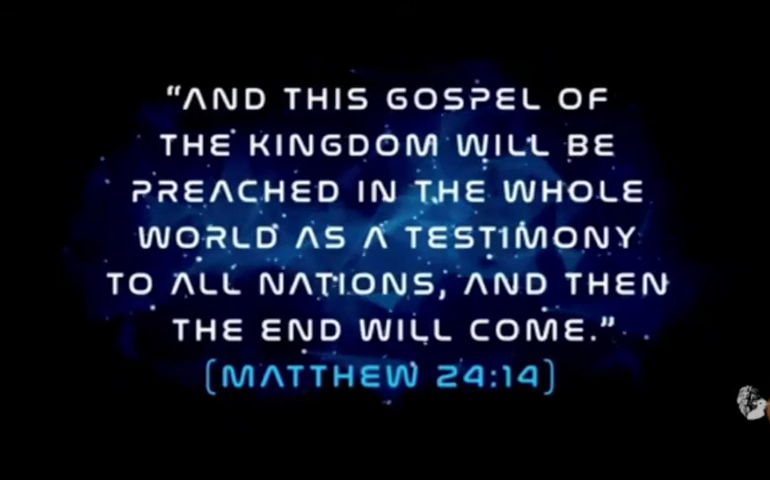 “AND THIS GOSPEL OF
THE KINGDOM WILL BE
PREACHED IN THE WHOLE
WORLD AS A TESTIMONY
TO ALL NATIONS, AND THEN
THE END WILL COME.”
(MATTHEW 24:14)